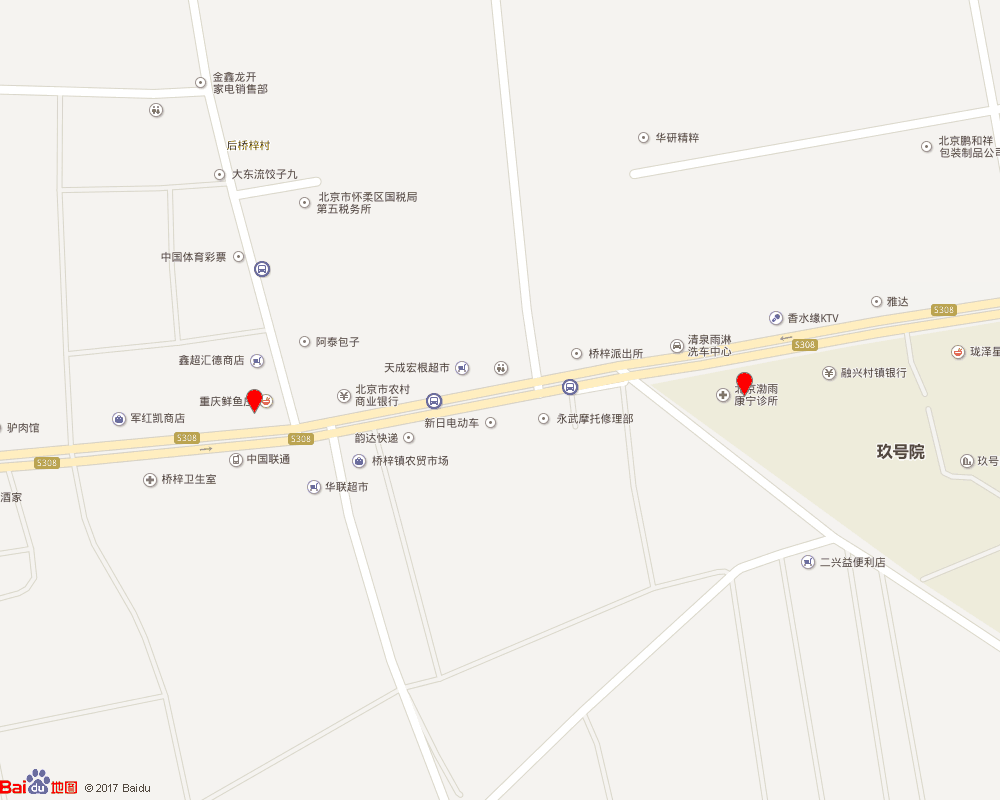 金鑫龙开
家电销售部
后桥梓村
大东流饺子九
北京市怀柔区国税局
第五税务所
中国体育彩票
华研精粹
北京鹏和祥
包装制品公司
雅达
香水缘KTV
S308
清泉雨淋
洗车中心
S308
桥梓派出所
阿泰包子
鑫超汇德商店
天成宏根超市
珑泽星
融兴村镇银行
北京市农村
商业银行
北京渤雨
康宁诊所
重庆鲜鱼庄
军红凯商店
驴肉馆
新日电动车
永武摩托修理部
S308
S308
韵达快递
S308
中国联通
桥梓镇农贸市场
玖号院
玖号
桥梓卫生室
华联超市
酒家
二兴益便利店
Bai du 地图
© 2017 Baidu